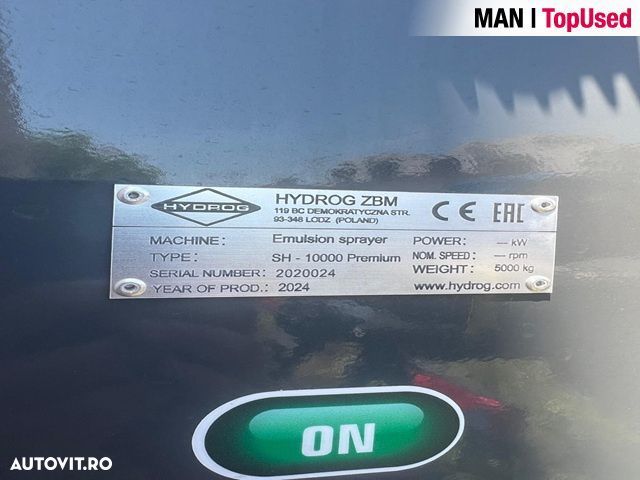 MAN | TopUsed
HYDROG
HYDROG ZBM
119 BC DEMOKRATYCZNA STR.
93-348 LODZ (POLAND)
CE EAC
MACHINE: Emulsion sprayer POWER: — kW
TYPE: SH - 10000 Premium NOM. SPEED: — rpm
SERIAL NUMBER: 2020024 WEIGHT: 5000 kg
YEAR OF PROD.: 2024 www.hydrog.com
ON
AUTOVIT.RO